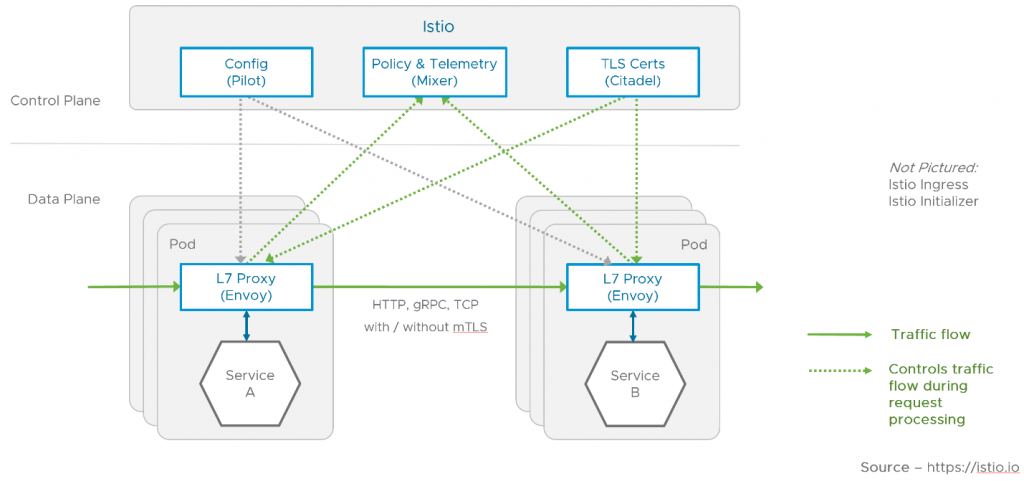 Istio
Config
(Pilot)
Policy & Telemetry
(Mixer)
TLS Certs
(Citadel)
Control Plane
Data Plane
Not Pictured:
Istio Ingress
Istio Initializer
Pod
L7 Proxy
(Envoy)
Service
A
HTTP, gRPC, TCP
with / without mTLS
Pod
L7 Proxy
(Envoy)
Service
B
Traffic flow
Controls traffic
flow during
request
processing
Source – https://istio.io